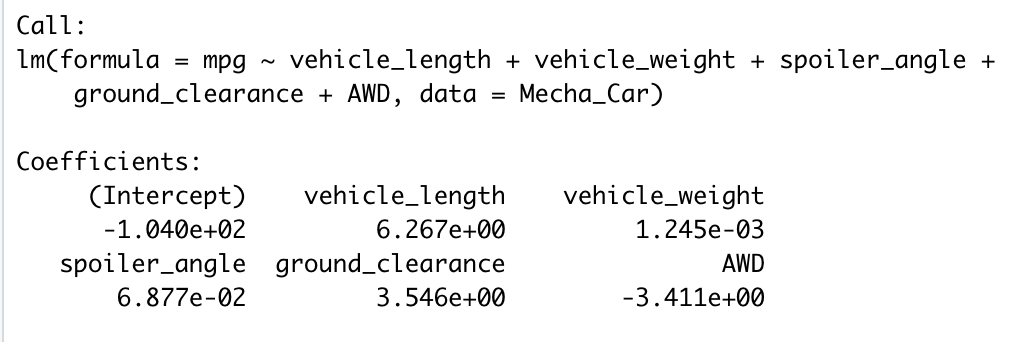 Call:
lm(formula = mpg ~ vehicle_length + vehicle_weight + spoiler_angle +
    ground_clearance + AWD, data = Mecha_Car)

Coefficients:
     (Intercept)    vehicle_length    vehicle_weight
      -1.040e+02         6.267e+00         1.245e-03
   spoiler_angle  ground_clearance               AWD
       6.877e-02         3.546e+00        -3.411e+00